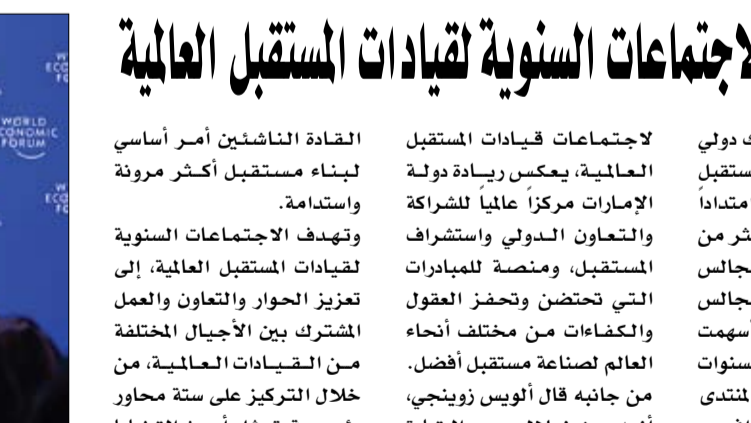 لاجتماعات السنوية لقيادات المستقبل العالمية
ك دولي
ستقبل
امتداداً
ثر من
جالس
جالس
أسهمت
سنوات
المنتدى
لاجتماعات قيادات المستقبل
العالمية، يعكس ريادة دولة
الإمارات مركزاً عالمياً للشراكة
والتعاون الدولي واستشراف
المستقبل، ومنصة للمبادرات
التي تحتضن وتحفز العقول
والكفاءات من مختلف أنحاء
العالم لصناعة مستقبل أفضل.
من جانبه قال ألويس زوينجي،
القادة الناشئين أمر أساسي
لبناء مستقبل أكثر مرونة
واستدامة.
وتهدف الاجتماعات السنوية
لقيادات المستقبل العالمية، إلى
تعزيز الحوار والتعاون والعمل
المشترك بين الأجيال المختلفة
من القيادات العالمية، من
خلال التركيز على ستة محاور
WORLD
ECONOMIC
FORUM